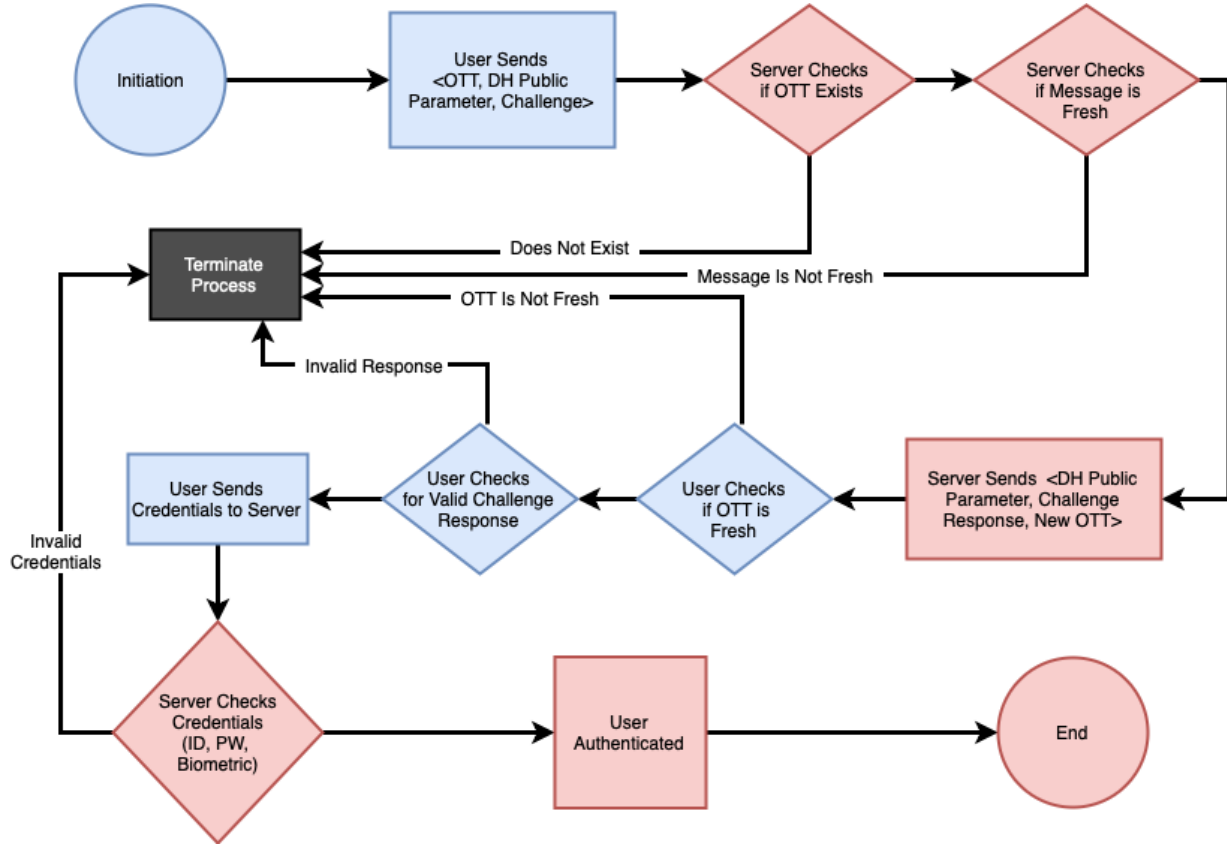 Initiation
User Sends
<OTT, DH Public
Parameter, Challenge>
Server Checks
if OTT Exists
Server Checks
if Message is
Fresh
Does Not Exist
Terminate
Process
Message Is Not Fresh
OTT Is Not Fresh
Invalid Response
User Sends
Credentials to Server
User Checks
for Valid Challenge
Response
User Checks
if OTT is
Fresh
Server Sends <DH Public
Parameter, Challenge
Response, New OTT>
Invalid
Credentials
Server Checks
Credentials
(ID, PW,
Biometric)
User
Authenticated
End